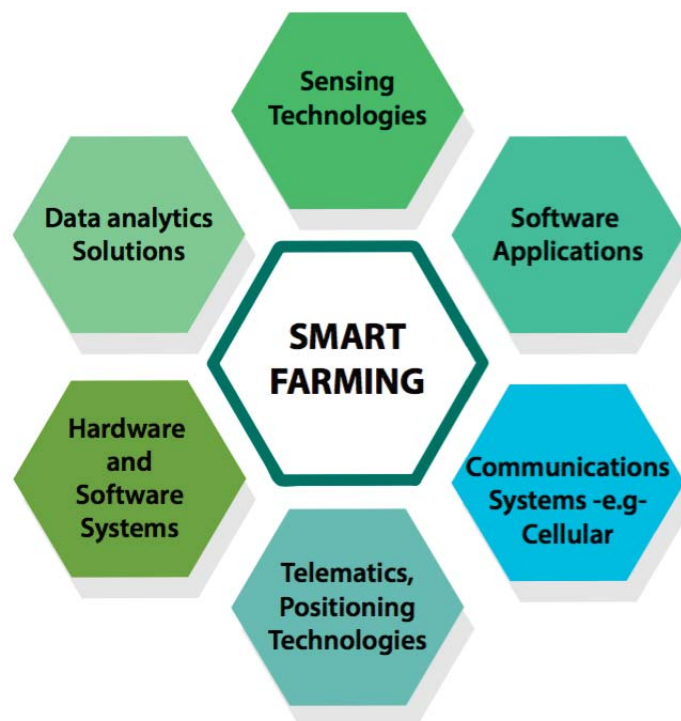 Sensing
Technologies
Data analytics
Solutions
Software
Applications
SMART
FARMING
Hardware
and
Software
Systems
Communications
Systems -e.g-
Cellular
Telematics,
Positioning
Technologies